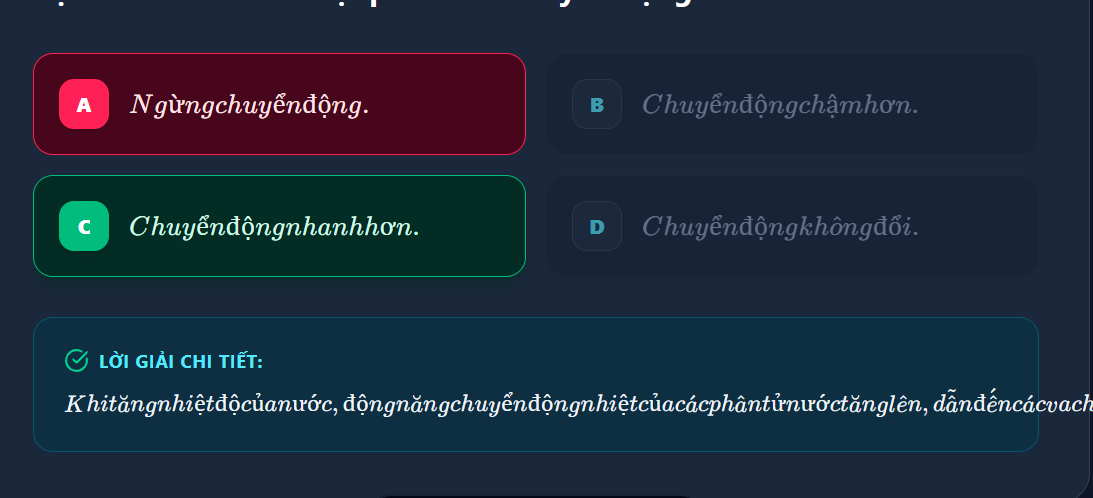 A Ngừngchuyểnđộng.
B Chuyểnđộngchậmhơn.
C Chuyểnđộngnhanhhơn.
D Chuyểnđộngkhôngđổi.
LỜI GIẢI CHI TIẾT:
Khităngnhiệtđộcủanước, độngnăngchuyểnđộngnhiệtcủacácphântửnướctănglên, dẫnđếncácvach